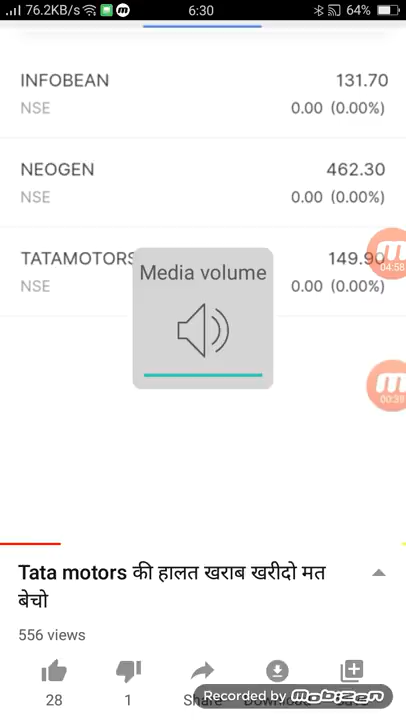 76.2KB/s 6:30 64%
INFOBEAN 131.70
NSE 0.00 (0.00%)
NEOGEN 462.30
NSE 0.00 (0.00%)
TATAMOTORS 149.90
NSE 0.00 (0.00%)
Media volume
04:58
00:39
Tata motors की हालत खराब खरीदो मत
बेचो
556 views
28 1 Share
Recorded by Mobizen